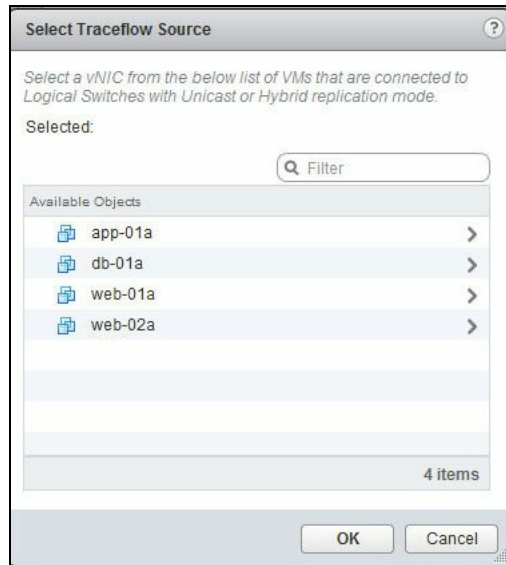 Select Traceflow Source
?
Select a vNIC from the below list of VMs that are connected to
Logical Switches with Unicast or Hybrid replication mode.
Selected:
Filter
Available Objects
app-01a
db-01a
web-01a
web-02a
4 items
OK Cancel